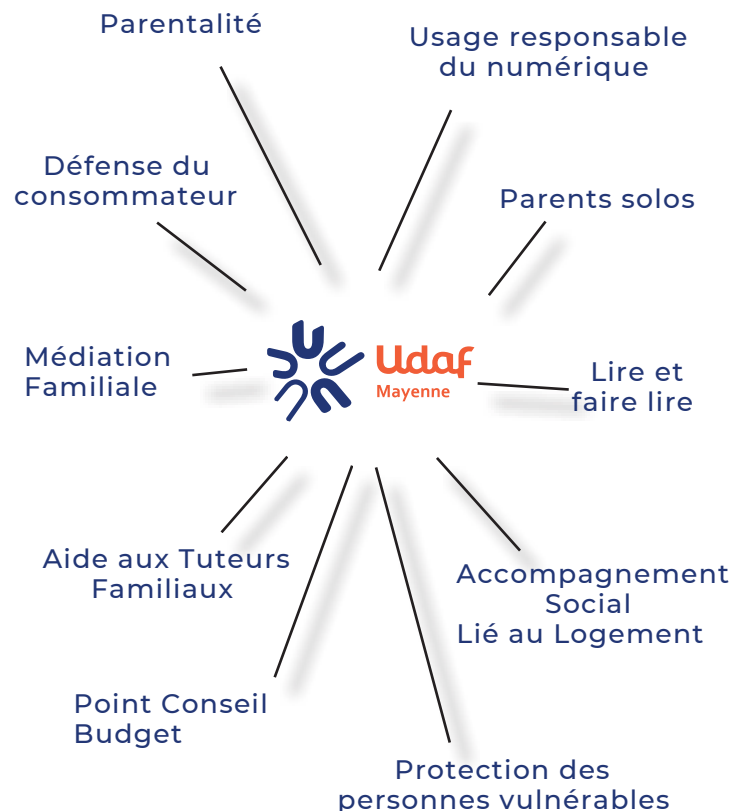 Parentalité
Usage responsable
du numérique
Défense du
consommateur
Parents solos
Médiation
Familiale
Udaf
Mayenne
Lire et
faire lire
Aide aux Tuteurs
Familiaux
Accompagnement
Social
Lié au Logement
Point Conseil
Budget
Protection des
personnes vulnérables